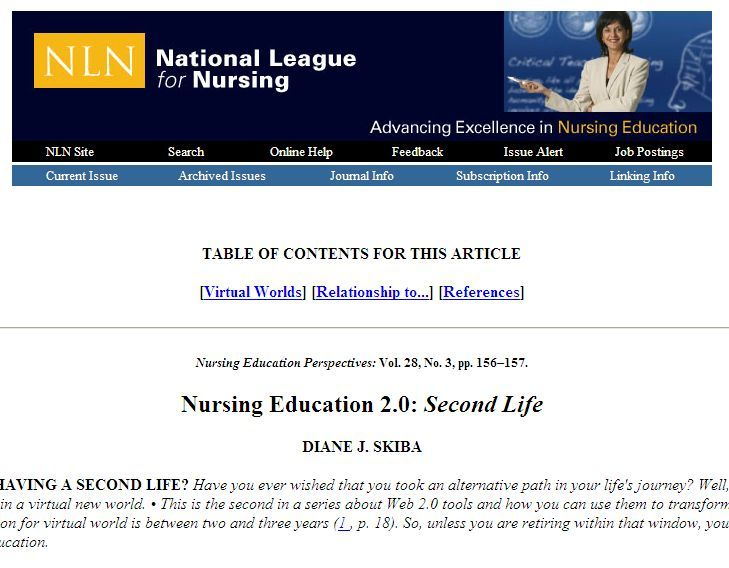 NLN National League
for Nursing
Critical Teac
Advancing Excellence in Nursing Education
NLN Site Search Online Help Feedback Issue Alert Job Postings
Current Issue Archived Issues Journal Info Subscription Info Linking Info
TABLE OF CONTENTS FOR THIS ARTICLE
[Virtual Worlds] [Relationship to...] [References]
Nursing Education Perspectives: Vol. 28, No. 3, pp. 156–157.
Nursing Education 2.0: Second Life
DIANE J. SKIBA
HAVING A SECOND LIFE? Have you ever wished that you took an alternative path in your life's journey? Well,
in a virtual new world. • This is the second in a series about Web 2.0 tools and how you can use them to transform
on for virtual world is between two and three years (1 , p. 18). So, unless you are retiring within that window, you
ucation.